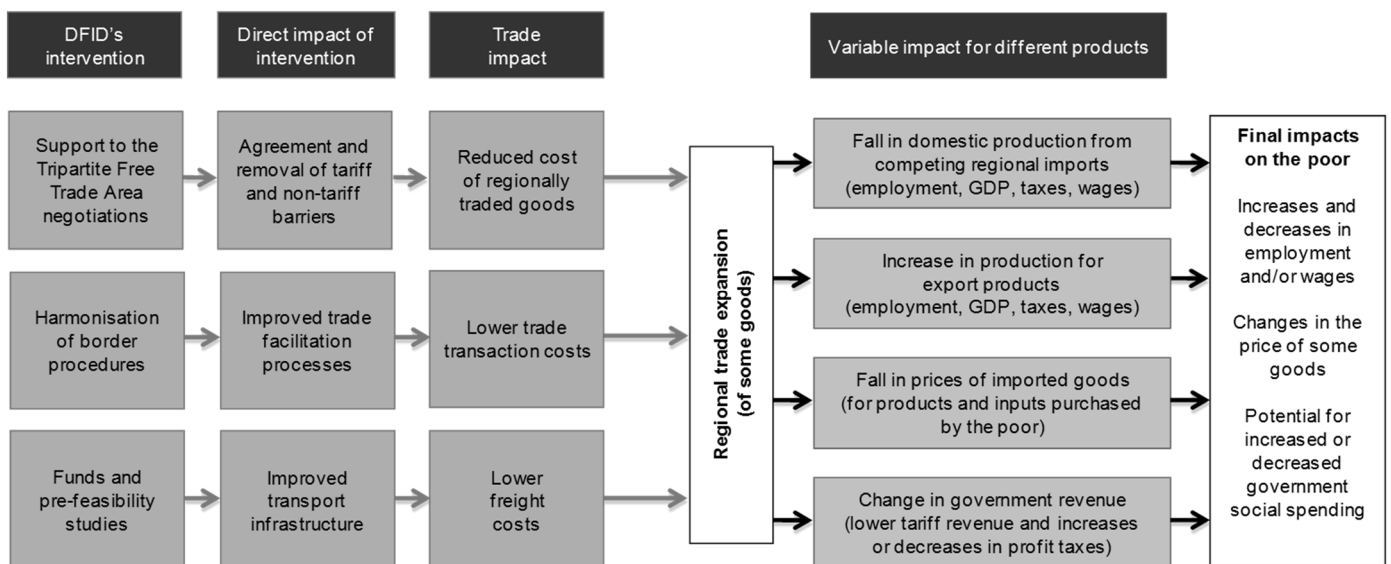 DFID's
intervention
Direct impact of
intervention
Trade
impact
Variable impact for different products
Support to the
Tripartite Free
Trade Area
negotiations
Agreement and
removal of tariff
and non-tariff
barriers
Reduced cost
of regionally
traded goods
Harmonisation
of border
procedures
Improved trade
facilitation
processes
Lower trade
transaction costs
Funds and
pre-feasibility
studies
Improved
transport
infrastructure
Lower
freight
costs
Regional trade expansion
(of some goods)
Fall in domestic production from
competing regional imports
(employment, GDP, taxes, wages)
Increase in production for
export products
(employment, GDP, taxes, wages)
Fall in prices of imported goods
(for products and inputs purchased
by the poor)
Change in government revenue
(lower tariff revenue and increases
or decreases in profit taxes)
Final impacts
on the poor
Increases and
decreases in
employment
and/or wages
Changes in the
price of some
goods
Potential for
increased or
decreased
government
social spending